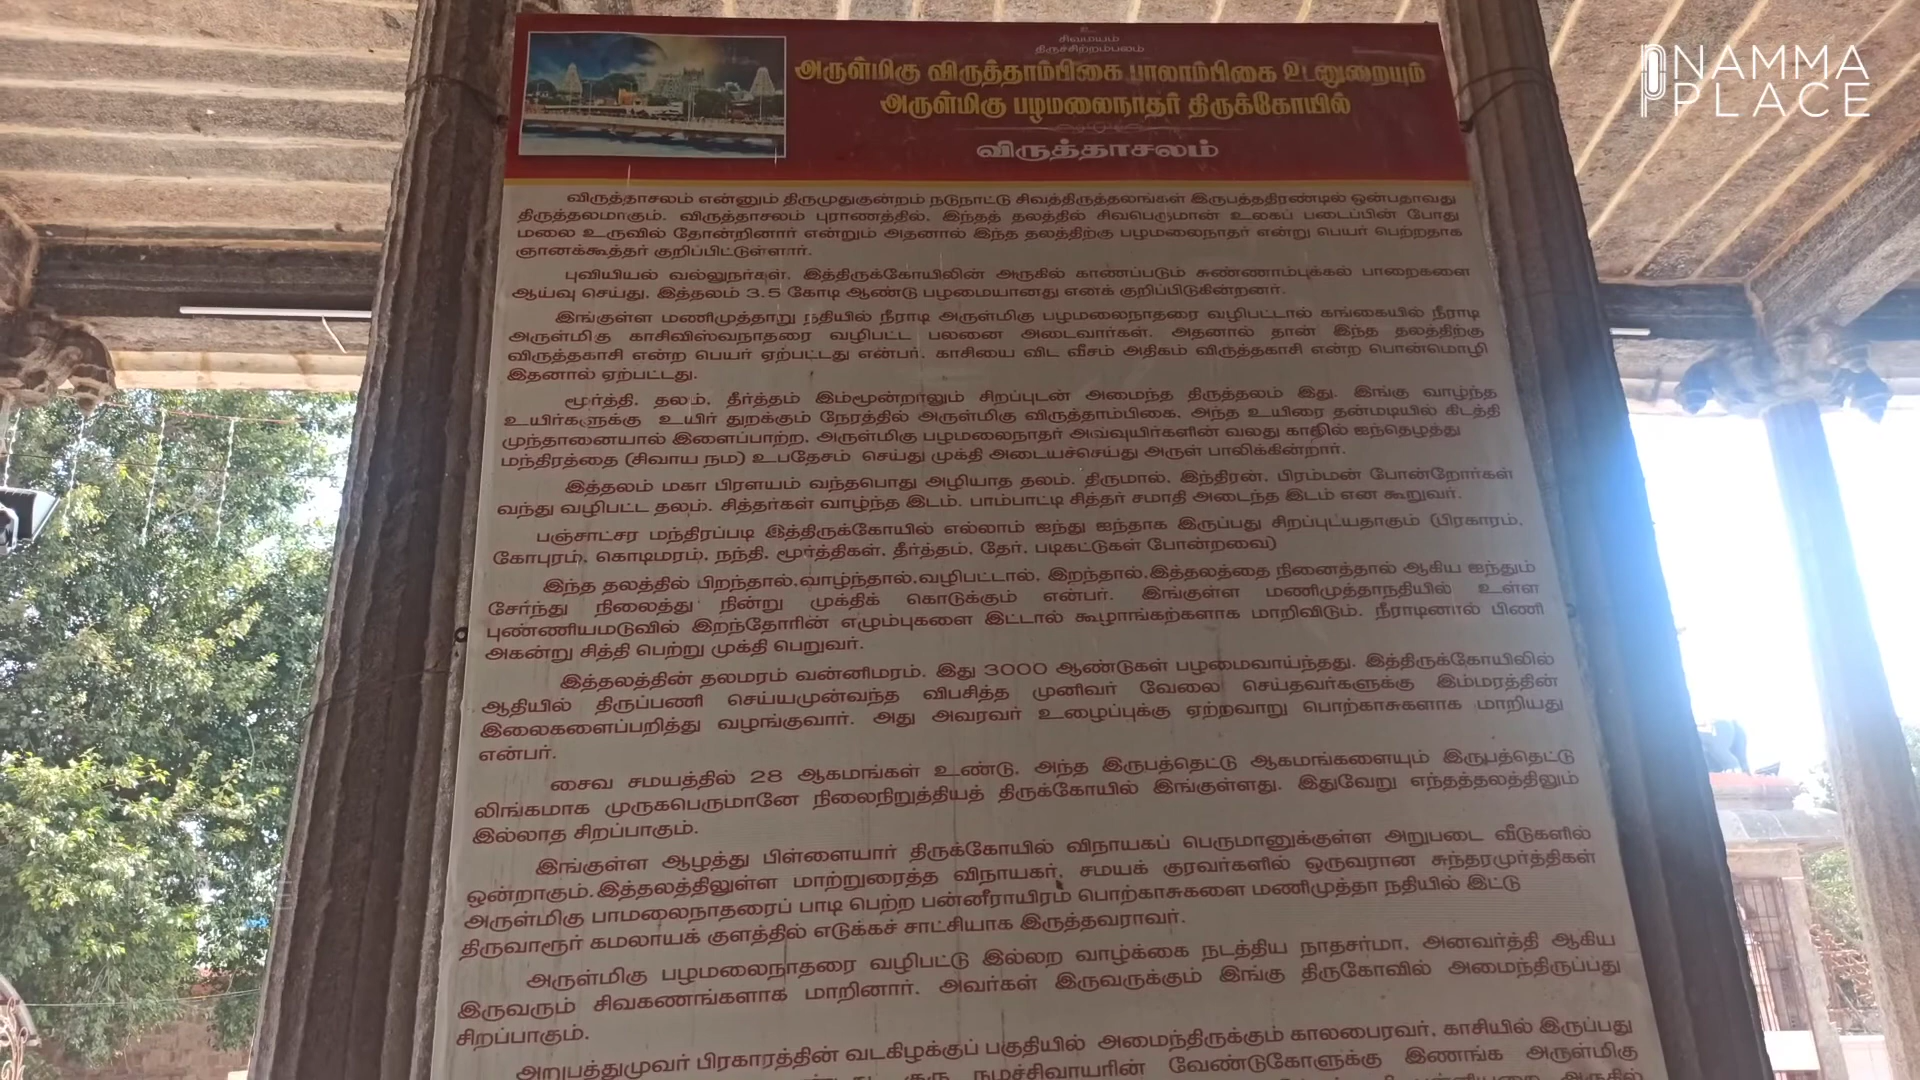 உ
சிவமயம்
திருச்சிற்றம்பலம்
அருள்மிகு விருத்தாம்பிகை பாலாம்பிகை உடனுறையும்
அருள்மிகு பழமலைநாதர் திருக்கோயில்
விருத்தாசலம்
NAMMA
PLACE
விருத்தாசலம் என்னும் திருமுதுகுன்றம் நடுநாட்டு சிவத்திருத்தலங்கள் இருபத்திரண்டில் ஒன்பதாவது
திருத்தலமாகும். விருத்தாசலம் புராணத்தில், இந்தத் தலத்தில் சிவபெருமான் உலகப் படைப்பின் போது
மலை உருவில் தோன்றினார் என்றும் அதனால் இந்த தலத்திற்கு பழமலைநாதர் என்று பெயர் பெற்றதாக
ஞானக்கூத்தர் குறிப்பிட்டுள்ளார்.
புவியியல் வல்லுநர்கள், இத்திருக்கோயிலின் அருகில் காணப்படும் சுண்ணாம்புக்கல் பாறைகளை
ஆய்வு செய்து, இத்தலம் 3.5 கோடி ஆண்டு பழமையானது எனக் குறிப்பிடுகின்றனர்.
இங்குள்ள மணிமுத்தாறு நதியில் நீராடி அருள்மிகு பழமலைநாதரை வழிபட்டால் கங்கையில் நீராடி
அருள்மிகு காசிவிஸ்வநாதரை வழிபட்ட பலனை அடைவார்கள், அதனால் தான் இந்த தலத்திற்கு
விருத்தகாசி என்ற பெயர் ஏற்பட்டது என்பர். காசியை விட வீசம் அதிகம் விருத்தகாசி என்ற பொன்மொழி
இதனால் ஏற்பட்டது.
மூர்த்தி, தலம், தீர்த்தம் இம்மூன்றாலும் சிறப்புடன் அமைந்த திருத்தலம் இது. இங்கு வாழ்ந்த
உயிர்களுக்கு உயிர் துறக்கும் நேரத்தில் அருள்மிகு விருத்தாம்பிகை, அந்த உயிரை தன்மடியில் கிடத்தி
முந்தானையால் இளைப்பாற்ற, அருள்மிகு பழமலைநாதர் அவ்வுயிர்களின் வலது காதில் ஐந்தெழுத்து
மந்திரத்தை (சிவாய நம) உபதேசம் செய்து முக்தி அடையச்செய்து அருள் பாலிக்கின்றார்.
இத்தலம் மகா பிரளயம் வந்தபொது அழியாத தலம். திருமால், இந்திரன், பிரம்மன் போன்றோர்கள்
வந்து வழிபட்ட தலம். சித்தர்கள் வாழ்ந்த இடம். பாம்பாட்டி சித்தர் சமாதி அடைந்த இடம் என கூறுவர்.
பஞ்சாட்சர மந்திரப்படி இத்திருக்கோயில் எல்லாம் ஐந்து ஐந்தாக இருப்பது சிறப்புடயதாகும் (பிரகாரம்,
கோபுரம், கொடிமரம், நந்தி, மூர்த்திகள், தீர்த்தம், தேர், படிகட்டுகள் போன்றவை)
இந்த தலத்தில் பிறந்தால்,வாழ்ந்தால்,வழிபட்டால், இறந்தால்,இத்தலத்தை நினைத்தால் ஆகிய ஐந்தும்
சேர்ந்து நிலைத்து நின்று முக்திக் கொடுக்கும் என்பர். இங்குள்ள மணிமுத்தாநதியில் உள்ள
புண்ணியமடுவில் இறந்தோரின் எழும்புகளை இட்டால் கூழாங்கற்களாக மாறிவிடும். நீராடினால் பிணி
அகன்று சித்தி பெற்று முக்தி பெறுவர்.
இத்தலத்தின் தலமரம் வன்னிமரம். இது 3000 ஆண்டுகள் பழமைவாய்ந்தது. இத்திருக்கோயிலில்
ஆதியில் திருப்பணி செய்யமுன்வந்த விபசித்த முனிவர் வேலை செய்தவர்களுக்கு இம்மரத்தின்
இலைகளைப்பறித்து வழங்குவார். அது அவரவர் உழைப்புக்கு ஏற்றவாறு பொற்காசுகளாக மாறியது
என்பர்.
சைவ சமயத்தில் 28 ஆகமங்கள் உண்டு. அந்த இருபத்தெட்டு ஆகமங்களையும் இருபத்தெட்டு
லிங்கமாக முருகபெருமானே நிலைநிறுத்தியத் திருக்கோயில் இங்குள்ளது. இதுவேறு எந்தத்தலத்திலும்
இல்லாத சிறப்பாகும்.
இங்குள்ள ஆழத்து பிள்ளையார் திருக்கோயில் விநாயகப் பெருமானுக்குள்ள அறுபடை வீடுகளில்
ஒன்றாகும்.இத்தலத்திலுள்ள மாற்றுரைத்த விநாயகர், சமயக் குரவர்களில் ஒருவரான சுந்தரமுர்த்திகள்
அருள்மிகு பாமலைநாதரைப் பாடி பெற்ற பன்னீராயிரம் பொற்காசுகளை மணிமுத்தா நதியில் இட்டு
திருவாரூர் கமலாயக் குளத்தில் எடுக்கச் சாட்சியாக இருத்தவராவர்.
அருள்மிகு பழமலைநாதரை வழிபட்டு இல்லற வாழ்க்கை நடத்திய நாதசர்மா, அனவர்த்தி ஆகிய
இருவரும் சிவகணங்களாக மாறினார். அவர்கள் இருவருக்கும் இங்கு திருகோவில் அமைந்திருப்பது
சிறப்பாகும்.
அறுபத்துமுவர் பிரகாரத்தின் வடகிழக்குப் பகுதியில் அமைந்திருக்கும் காலபைரவர், காசியில் இருப்பது
குரு நமச்சிவாயரின் வேண்டுகோளுக்கு இணங்க அருள்மிகு